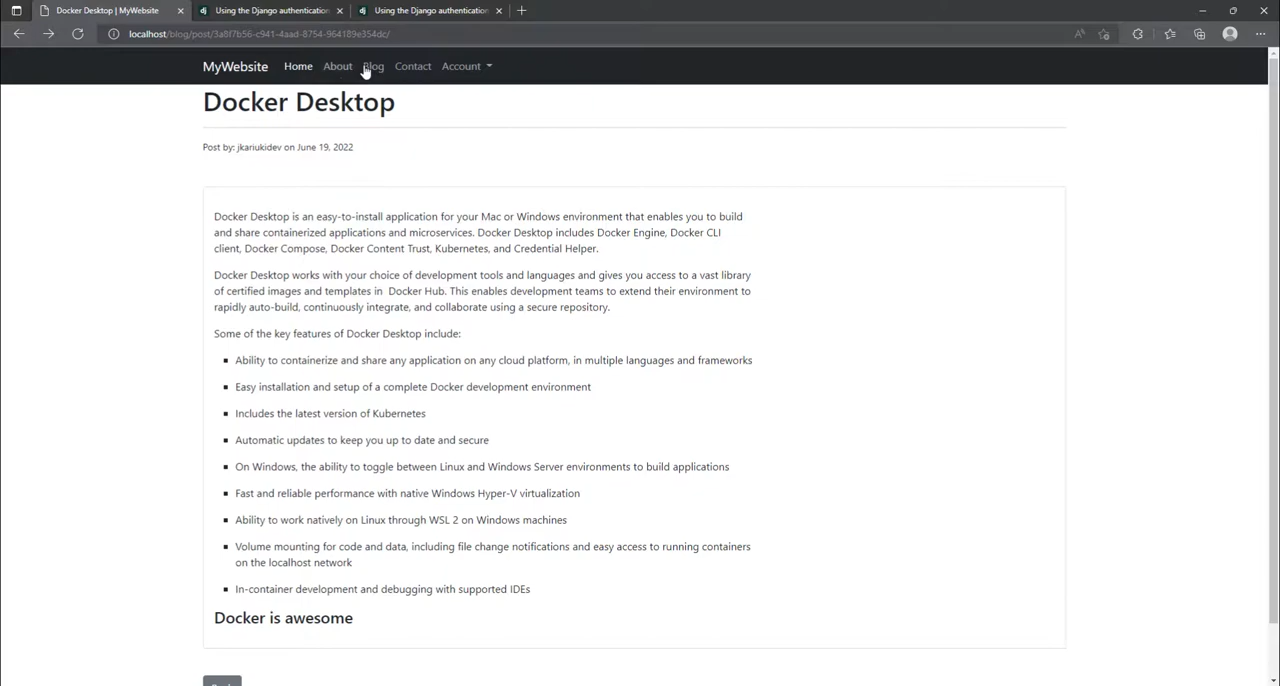 Docker Desktop | MyWebsite
Using the Django authentication
Using the Django authentication
localhost/blog/post/3a8f7b56-c941-4aad-8754-964189e354dc/
MyWebsite Home About Blog Contact Account
Docker Desktop
Post by: jkariukidev on June 19, 2022
Docker Desktop is an easy-to-install application for your Mac or Windows environment that enables you to build
and share containerized applications and microservices. Docker Desktop includes Docker Engine, Docker CLI
client, Docker Compose, Docker Content Trust, Kubernetes, and Credential Helper.
Docker Desktop works with your choice of development tools and languages and gives you access to a vast library
of certified images and templates in Docker Hub. This enables development teams to extend their environment to
rapidly auto-build, continuously integrate, and collaborate using a secure repository.
Some of the key features of Docker Desktop include:
Ability to containerize and share any application on any cloud platform, in multiple languages and frameworks
Easy installation and setup of a complete Docker development environment
Includes the latest version of Kubernetes
Automatic updates to keep you up to date and secure
On Windows, the ability to toggle between Linux and Windows Server environments to build applications
Fast and reliable performance with native Windows Hyper-V virtualization
Ability to work natively on Linux through WSL 2 on Windows machines
Volume mounting for code and data, including file change notifications and easy access to running containers
on the localhost network
In-container development and debugging with supported IDEs
Docker is awesome